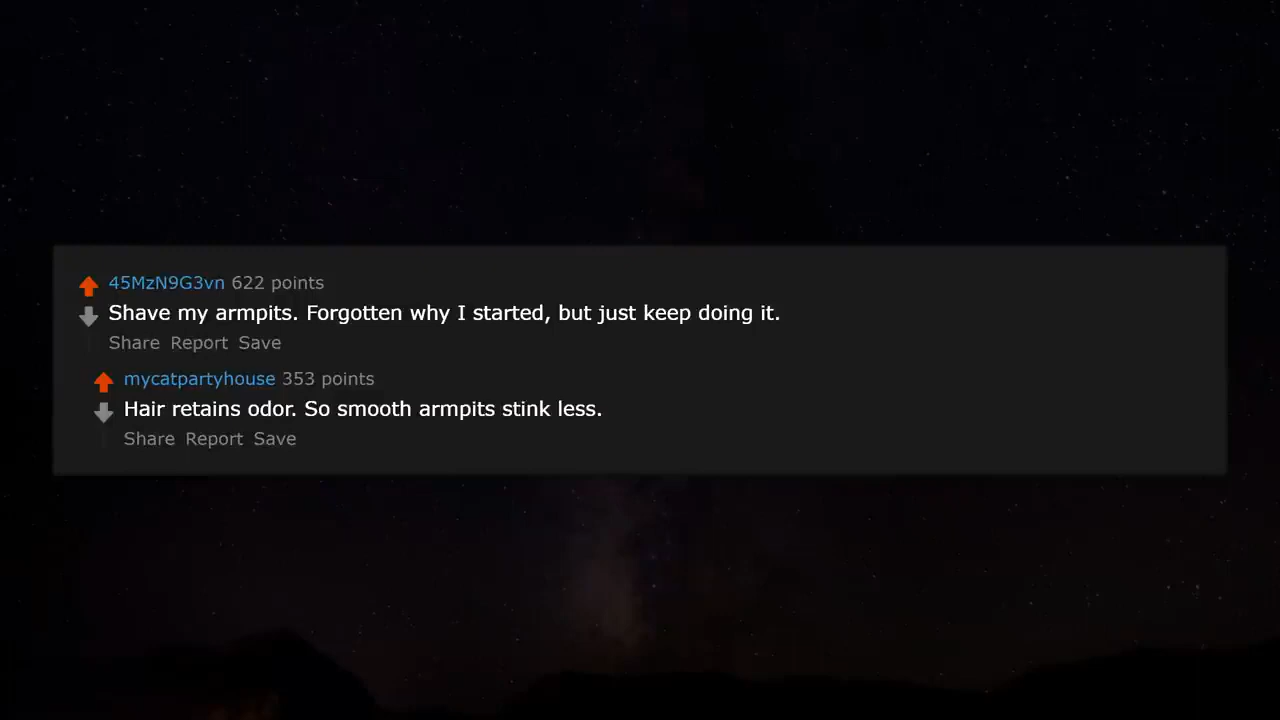 45MzN9G3vn 622 points
Shave my armpits. Forgotten why I started, but just keep doing it.
Share Report Save
mycatpartyhouse 353 points
Hair retains odor. So smooth armpits stink less.
Share Report Save